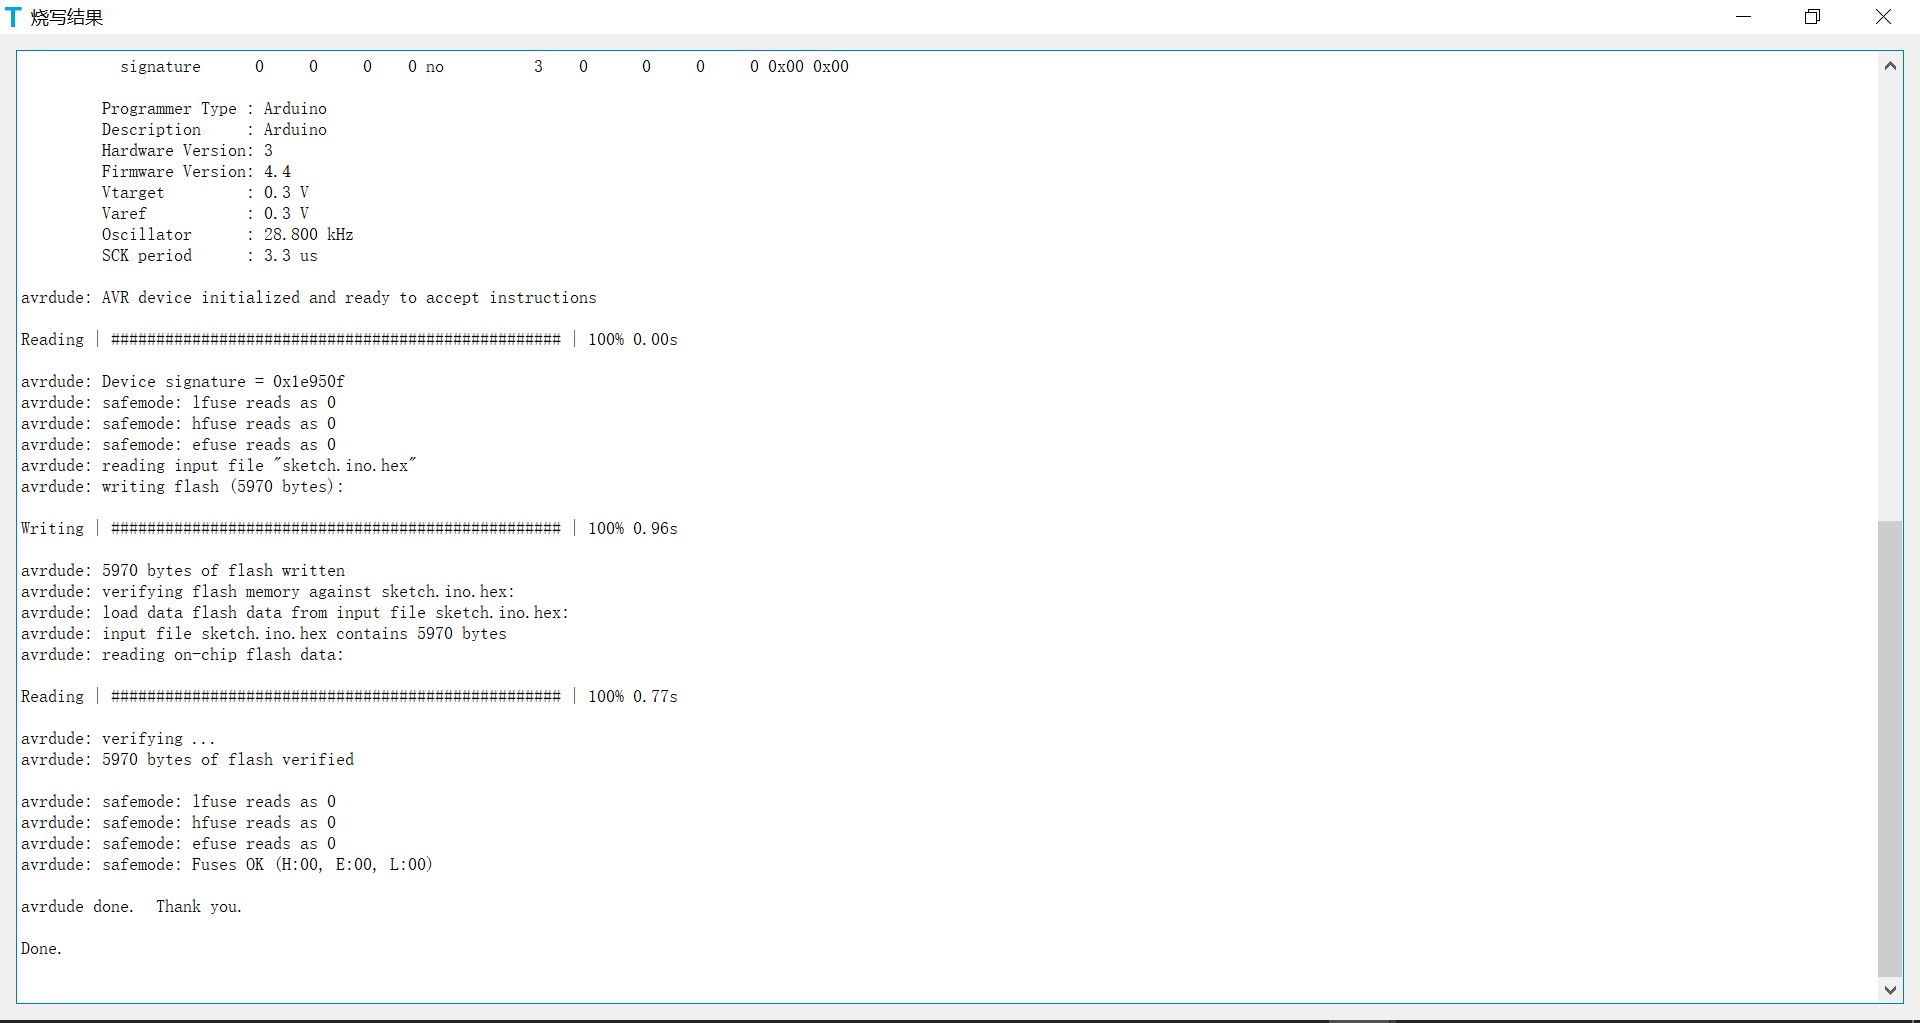 T 烧写结果
signature 0 0 0 0 no 3 0 0 0 0 0x00 0x00
Programmer Type : Arduino
Description : Arduino
Hardware Version: 3
Firmware Version: 4.4
Vtarget : 0.3 V
Varef : 0.3 V
Oscillator : 28.800 kHz
SCK period : 3.3 us
avrdude: AVR device initialized and ready to accept instructions
Reading | ################################################## | 100% 0.00s
avrdude: Device signature = 0x1e950f
avrdude: safemode: lfuse reads as 0
avrdude: safemode: hfuse reads as 0
avrdude: safemode: efuse reads as 0
avrdude: reading input file "sketch.ino.hex"
avrdude: writing flash (5970 bytes):
Writing | ################################################## | 100% 0.96s
avrdude: 5970 bytes of flash written
avrdude: verifying flash memory against sketch.ino.hex:
avrdude: load data flash data from input file sketch.ino.hex:
avrdude: input file sketch.ino.hex contains 5970 bytes
avrdude: reading on-chip flash data:
Reading | ################################################## | 100% 0.77s
avrdude: verifying ...
avrdude: 5970 bytes of flash verified
avrdude: safemode: lfuse reads as 0
avrdude: safemode: hfuse reads as 0
avrdude: safemode: efuse reads as 0
avrdude: safemode: Fuses OK (H:00, E:00, L:00)
avrdude done.  Thank you.
Done.